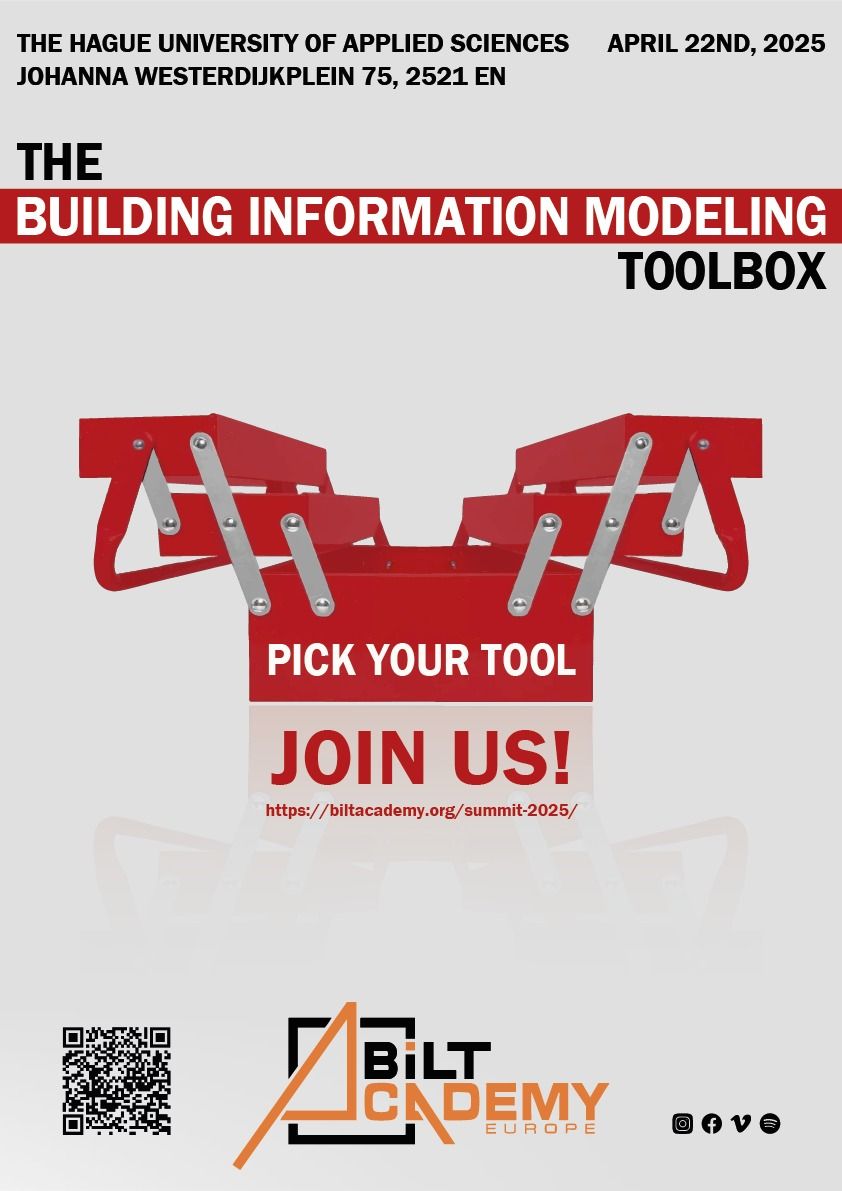 THE HAGUE UNIVERSITY OF APPLIED SCIENCES APRIL 22ND, 2025
JOHANNA WESTERDIJKPLEIN 75, 2521 EN
THE
BUILDING INFORMATION MODELING
TOOLBOX
PICK YOUR TOOL
JOIN US!
https://biltacademy.org/summit-2025/
BiLT
ACADEMY
EUROPE